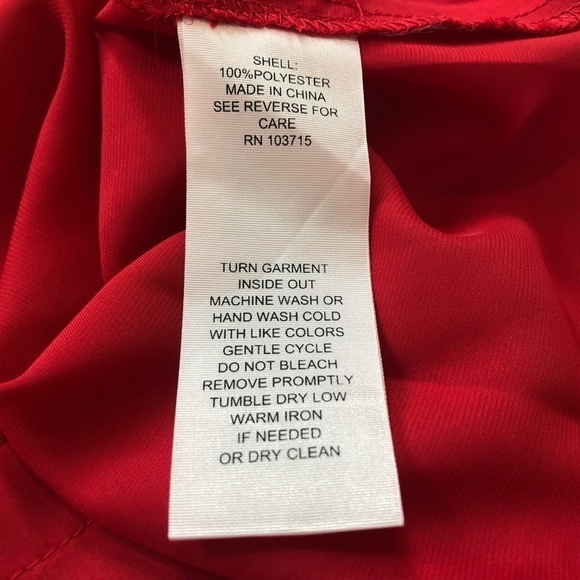 SHELL:
100%POLYESTER
MADE IN CHINA
SEE REVERSE FOR
CARE
RN 103715
TURN GARMENT
INSIDE OUT
MACHINE WASH OR
HAND WASH COLD
WITH LIKE COLORS
GENTLE CYCLE
DO NOT BLEACH
REMOVE PROMPTLY
TUMBLE DRY LOW
WARM IRON
IF NEEDED
OR DRY CLEAN